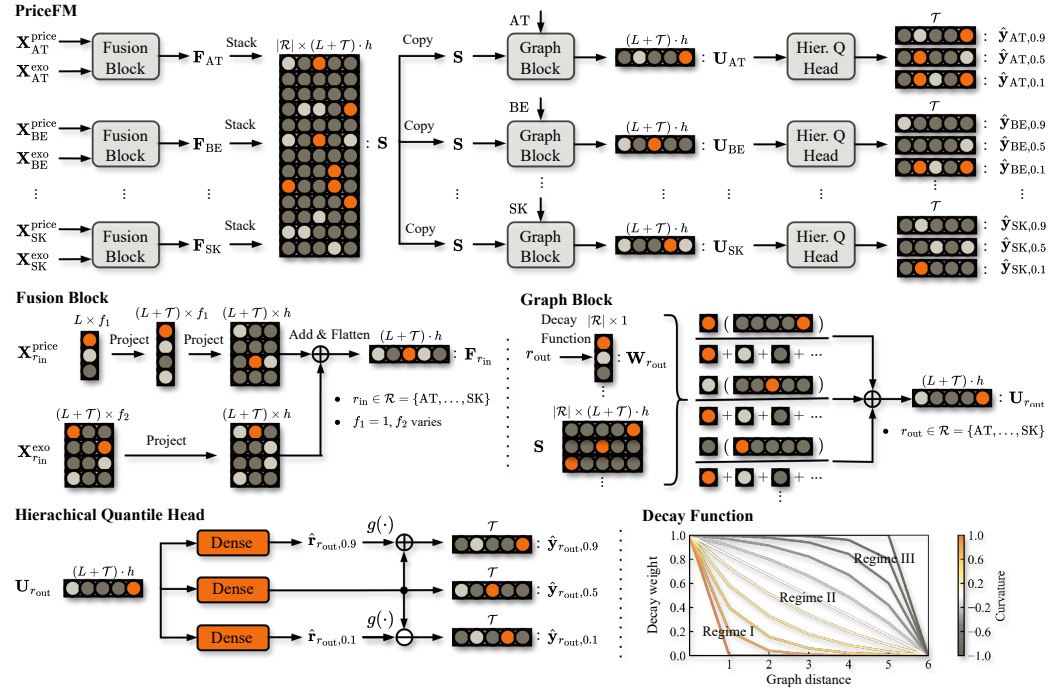 PriceFM
X_AT^price
X_AT^exo
Fusion Block
F_AT
Stack
|R| × (L + T) · h
: S
Copy
S
AT
Graph Block
(L + T) · h
: U_AT
Hier. Q Head
T
: ŷ_AT,0.9
: ŷ_AT,0.5
: ŷ_AT,0.1
X_BE^price
X_BE^exo
Fusion Block
F_BE
Stack
Copy
S
BE
Graph Block
(L + T) · h
: U_BE
Hier. Q Head
T
: ŷ_BE,0.9
: ŷ_BE,0.5
: ŷ_BE,0.1
X_SK^price
X_SK^exo
Fusion Block
F_SK
Stack
Copy
S
SK
Graph Block
(L + T) · h
: U_SK
Hier. Q Head
T
: ŷ_SK,0.9
: ŷ_SK,0.5
: ŷ_SK,0.1
Fusion Block
X_r_in^price
L × f₁
Project
(L + T) × f₁
Project
(L + T) × h
Add & Flatten
(L + T) · h
: F_r_in
• r_in ∈ R = {AT, …, SK}
• f₁ = 1, f₂ varies
X_r_in^exo
(L + T) × f₂
Project
(L + T) × h
Graph Block
r_out
Decay Function
|R| × 1
: W_r_out
S
|R| × (L + T) · h
( )
+ + + ...
( )
+ + + ...
( )
+ + + ...
(L + T) · h
: U_r_out
• r_out ∈ R = {AT, …, SK}
Hierachical Quantile Head
U_r_out
(L + T) · h
Dense
r̂_r_out,0.9
g(·)
T
: ŷ_r_out,0.9
Dense
T
: ŷ_r_out,0.5
Dense
r̂_r_out,0.1
g(·)
T
: ŷ_r_out,0.1
Decay Function
Decay weight
1.0
0.8
0.6
0.4
0.2
0.0
Regime I
Regime II
Regime III
1 2 3 4 5 6
Graph distance
1.0
0.6
0.2
−0.2
−0.6
−1.0
Curvature